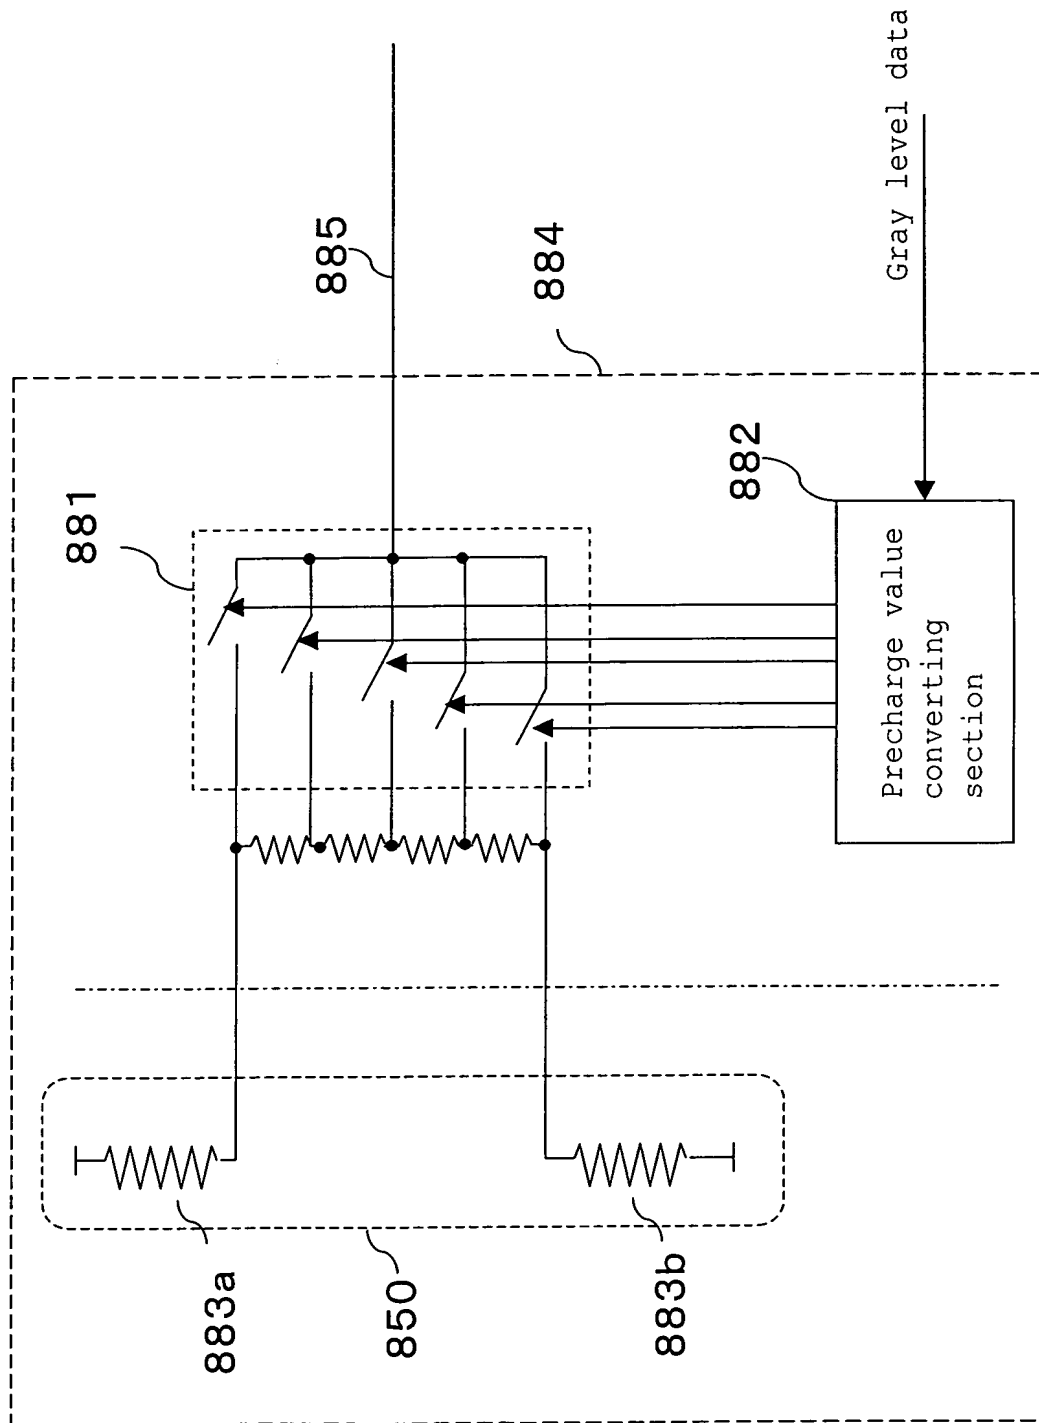 885
884
Gray level data
881
882
Precharge value
converting
section
883a
850
883b